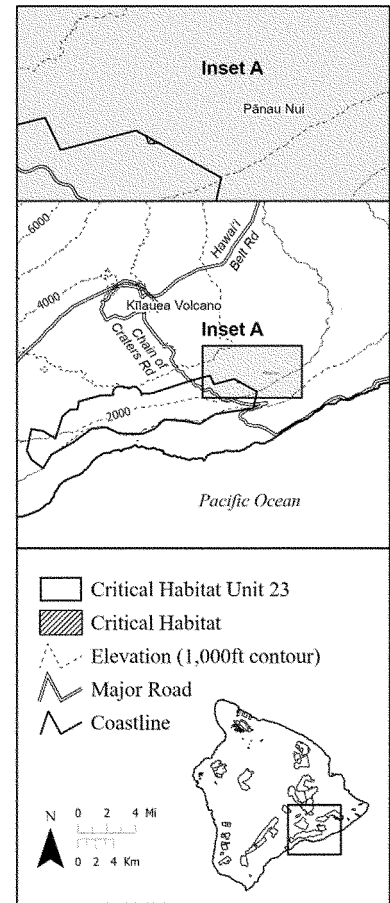 Inset A
Pānau Nui
6000
Hawai'i
Belt Rd
4000
Kīlauea Volcano
Chain of
Craters Rd
Inset A
2000
Pacific Ocean
Critical Habitat Unit 23
Critical Habitat
Elevation (1,000ft contour)
Major Road
Coastline
N
0 2 4 Mi
0 2 4 Km